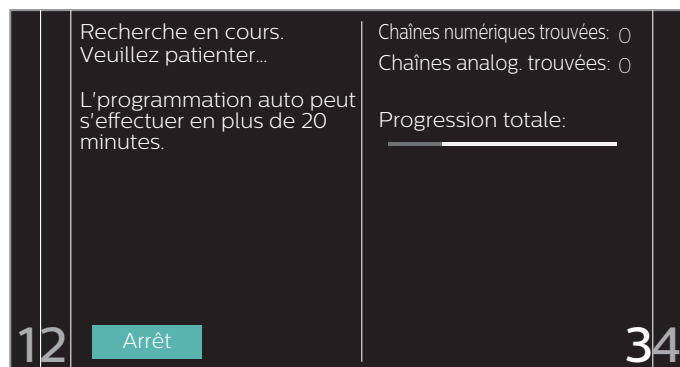 Recherche en cours.
Veuillez patienter...
L'programmation auto peut
s'effectuer en plus de 20
minutes.
Chaînes numériques trouvées: 0
Chaînes analog. trouvées: 0
Progression totale:
12
Arrêt
34